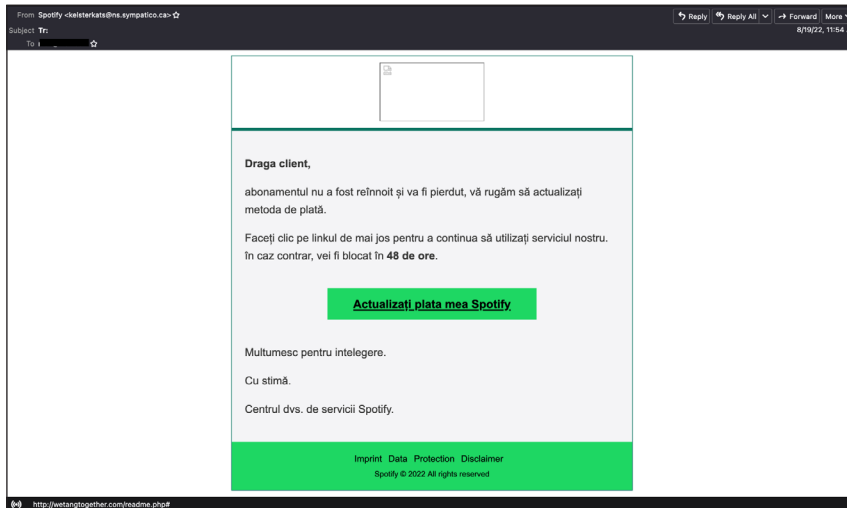 From Spotify <keisterkats@ns.sympatico.ca>
Reply Reply All Forward More
Subject Tr:
8/19/22, 11:54
To
Draga client,
abonamentul nu a fost reînnoit și va fi pierdut, vă rugăm să actualizați
metoda de plată.
Faceți clic pe linkul de mai jos pentru a continua să utilizați serviciul nostru.
în caz contrar, vei fi blocat în 48 de ore.
Actualizați plata mea Spotify
Multumesc pentru intelegere.
Cu stimă.
Centrul dvs. de servicii Spotify.
Imprint Data Protection Disclaimer
Spotify © 2022 All rights reserved
http://wetangtogether.com/readme.php#